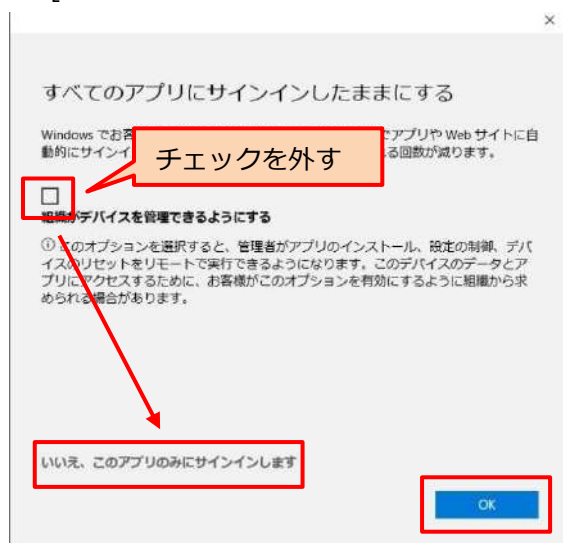 すべてのアプリにサインインしたままにする
Windows でお客 でアプリや Web サイトに自
動的にサインイ る回数が減ります。
チェックを外す
組織がデバイスを管理できるようにする
① このオプションを選択すると、管理者がアプリのインストール、設定の制御、デバ
イスのリセットをリモートで実行できるようになります。このデバイスのデータとア
プリにアクセスするために、お客様がこのオプションを有効にするように組織から求
められる場合があります。
いいえ、このアプリのみにサインインします
OK